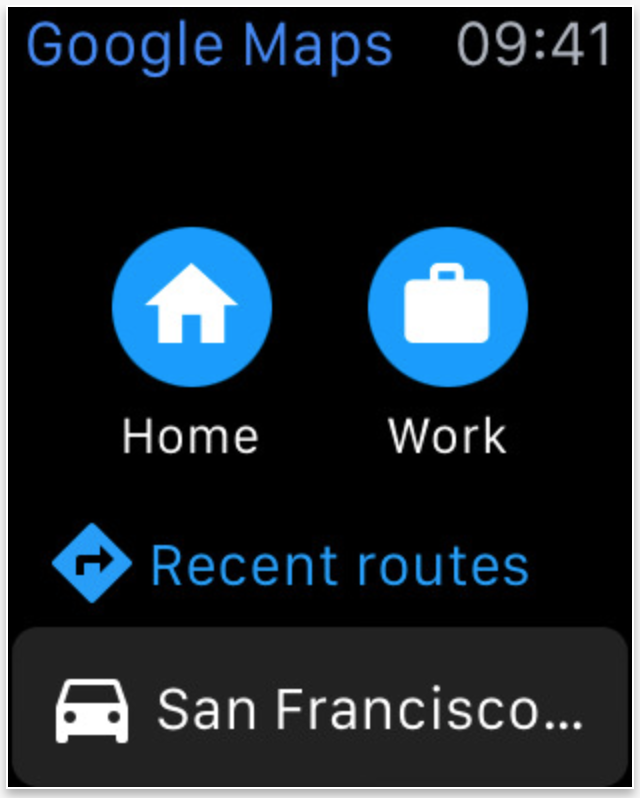 Google Maps 09:41
Home Work
Recent routes
San Francisco...